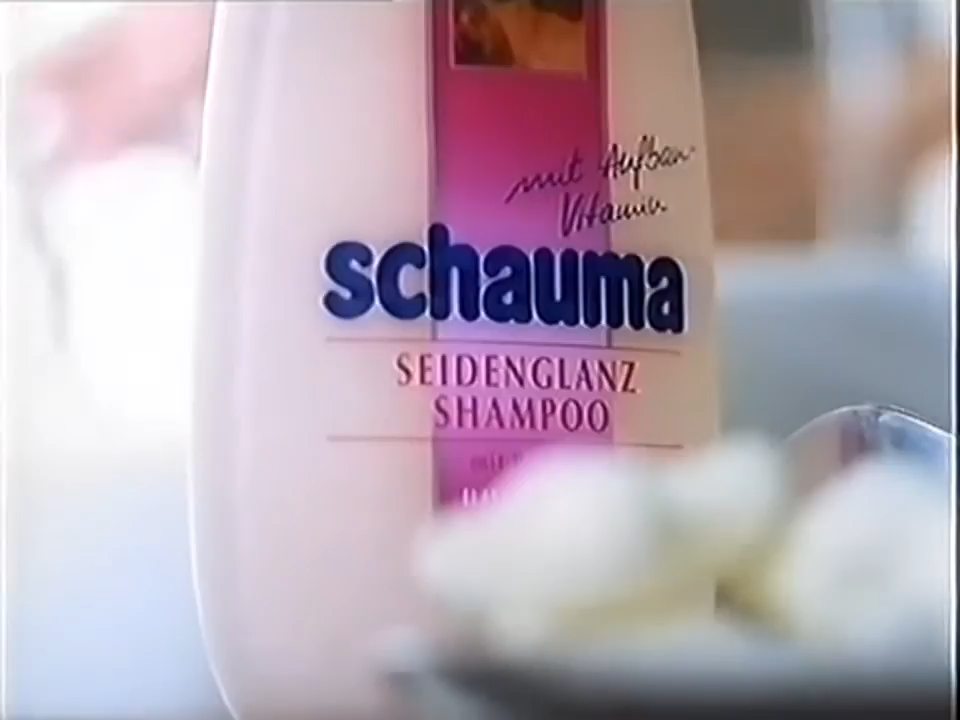 mit Aufbau-
Vitamin
schauma
SEIDENGLANZ
SHAMPOO